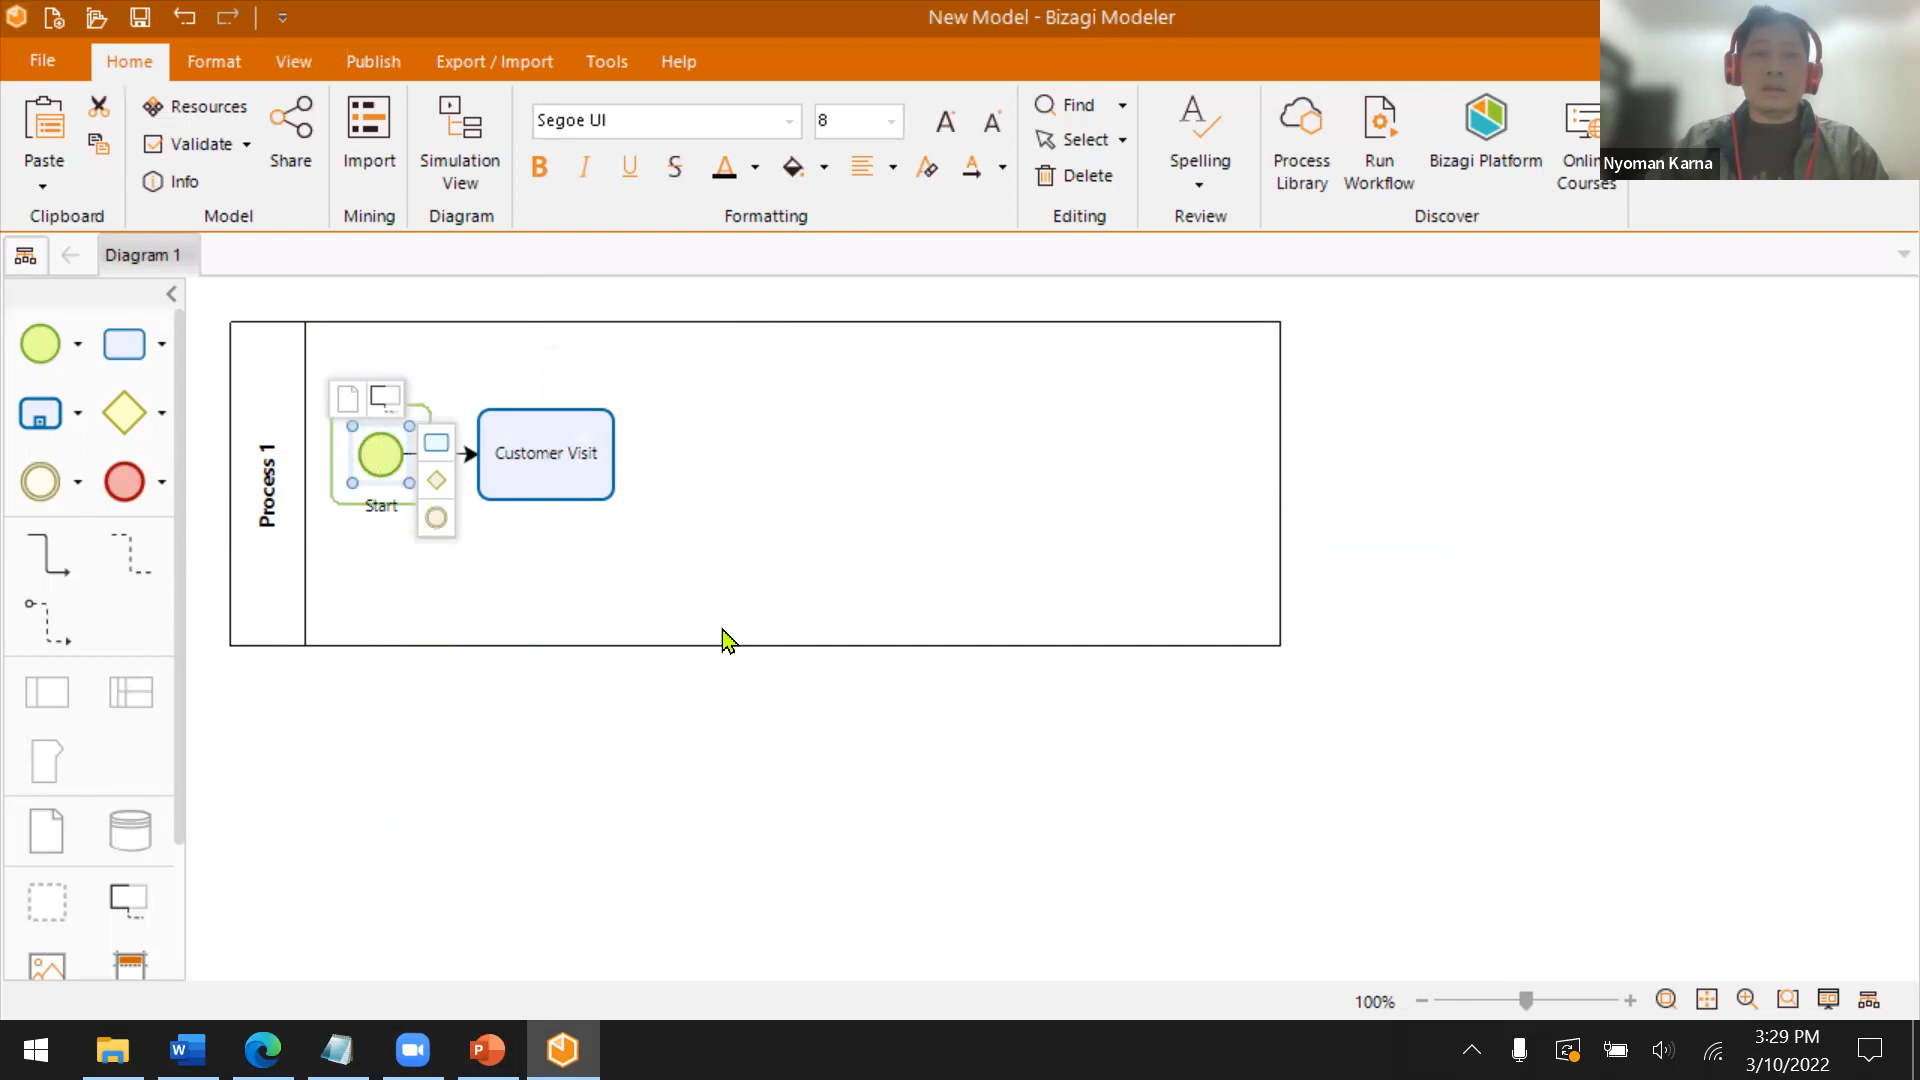 New Model - Bizagi Modeler
File Home Format View Publish Export / Import Tools Help
Paste
Clipboard
Resources
Validate
Info
Share
Model
Import
Mining
Simulation
View
Diagram
Segoe UI 8
B I U S A
Formatting
Find
Select
Delete
Editing
Spelling
Review
Process
Library
Run
Workflow
Bizagi Platform
Onlin
Courses
Discover
Nyoman Karna
Diagram 1
Process 1
Start
Customer Visit
100%
3:29 PM
3/10/2022